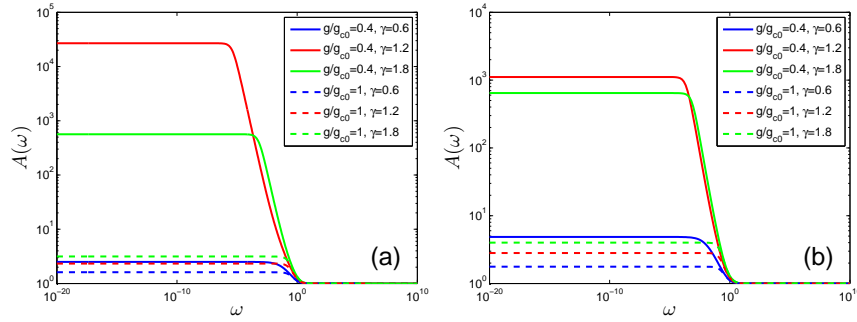 10^5
10^4
10^3
10^2
10^1
10^0
A(ω)
10^-20
10^-10
10^0
10^10
ω
g/g_c0=0.4, γ=0.6
g/g_c0=0.4, γ=1.2
g/g_c0=0.4, γ=1.8
g/g_c0=1, γ=0.6
g/g_c0=1, γ=1.2
g/g_c0=1, γ=1.8
(a)
10^4
10^3
10^2
10^1
10^0
A(ω)
10^-20
10^-10
10^0
10^10
ω
g/g_c0=0.4, γ=0.6
g/g_c0=0.4, γ=1.2
g/g_c0=0.4, γ=1.8
g/g_c0=1, γ=0.6
g/g_c0=1, γ=1.2
g/g_c0=1, γ=1.8
(b)